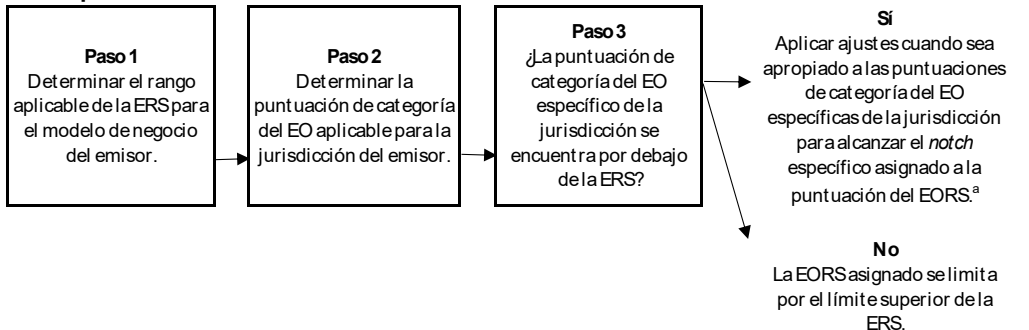 Paso 1
Determinar el rango
aplicable de la ERS para
el modelo de negocio
del emisor.
Paso 2
Determinar la
puntuación de categoría
del EO aplicable para la
jurisdicción del emisor.
Paso 3
¿La puntuación de
categoría del EO
específico de la
jurisdicción se
encuentra por debajo
de la ERS?
Sí
Aplicar ajustes cuando sea
apropiado a las puntuaciones
de categoría del EO
específicas de la jurisdicción
para alcanzar el notch
específico asignado a la
puntuación del EORS.a
No
La EORS asignado se limita
por el límite superior de la
ERS.